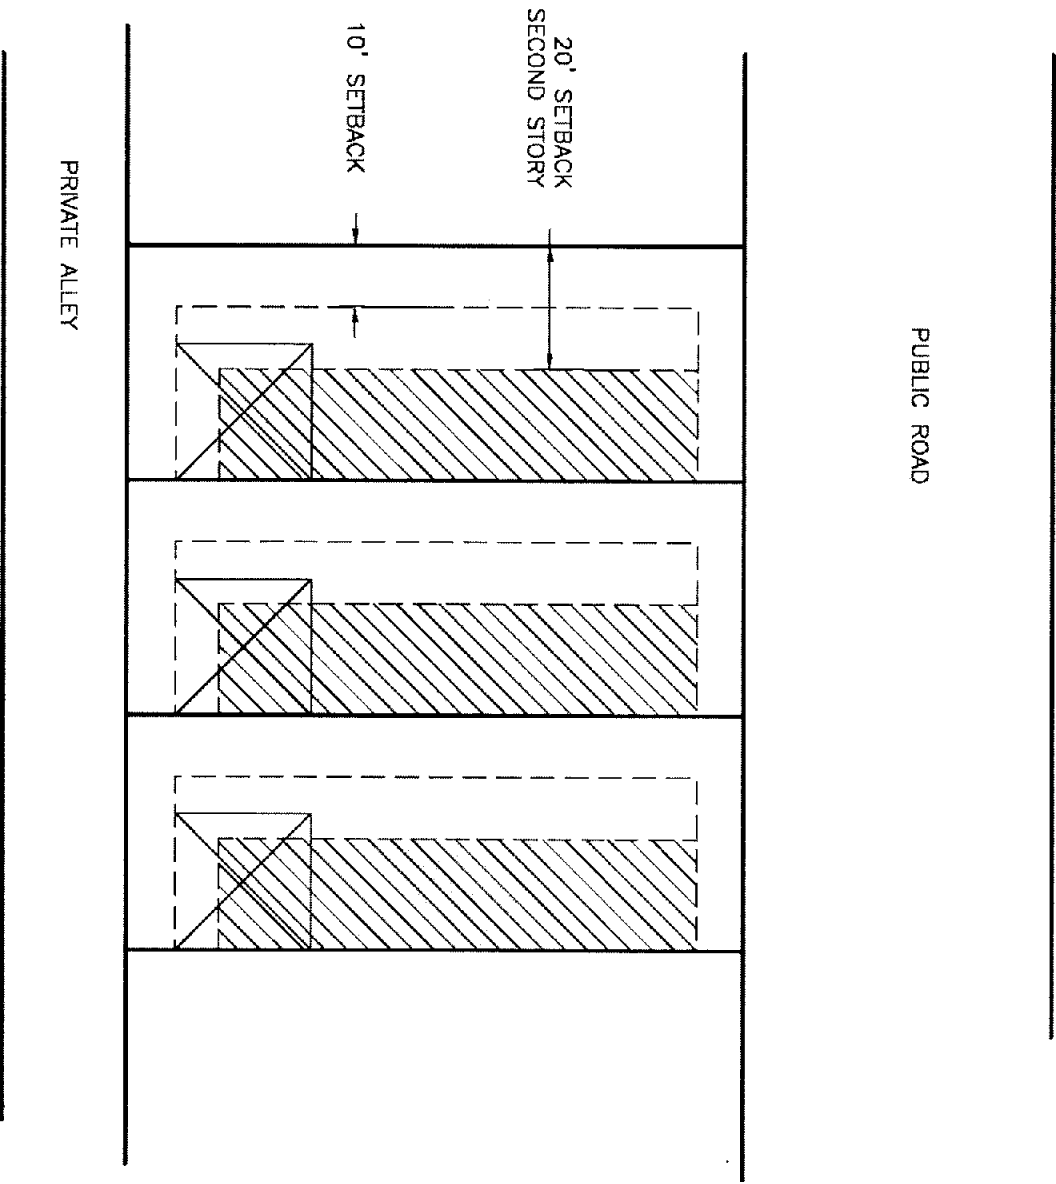 20' SETBACK
SECOND STORY
10' SETBACK
PUBLIC ROAD
PRIVATE ALLEY